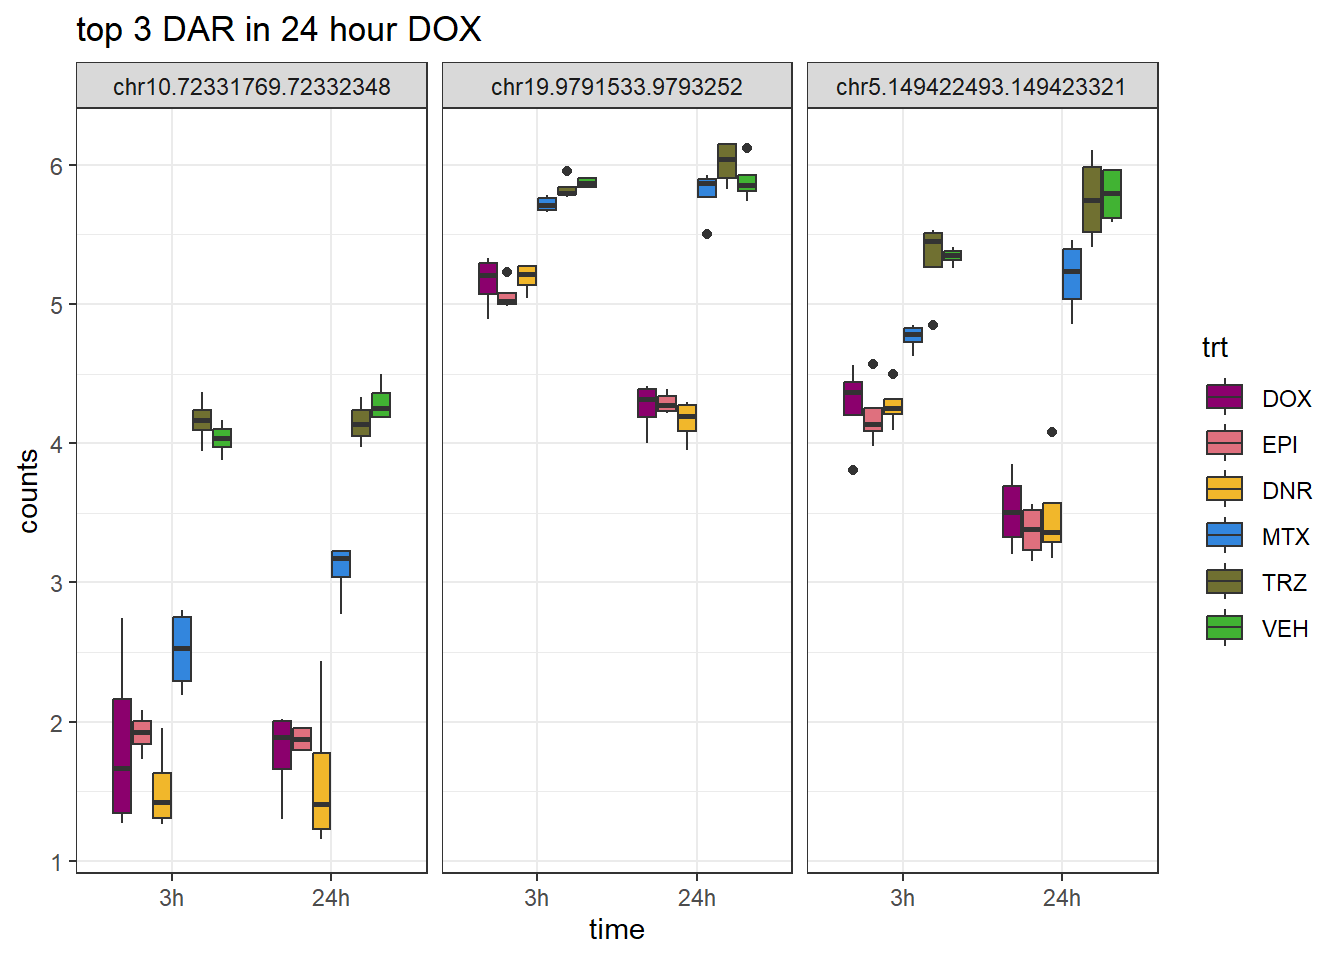 top 3 DAR in 24 hour DOX
chr10.72331769.72332348
chr19.9791533.9793252
chr5.149422493.149423321
6
5
4
3
2
1
counts
3h
24h
3h
24h
3h
24h
time
trt
DOX
EPI
DNR
MTX
TRZ
VEH